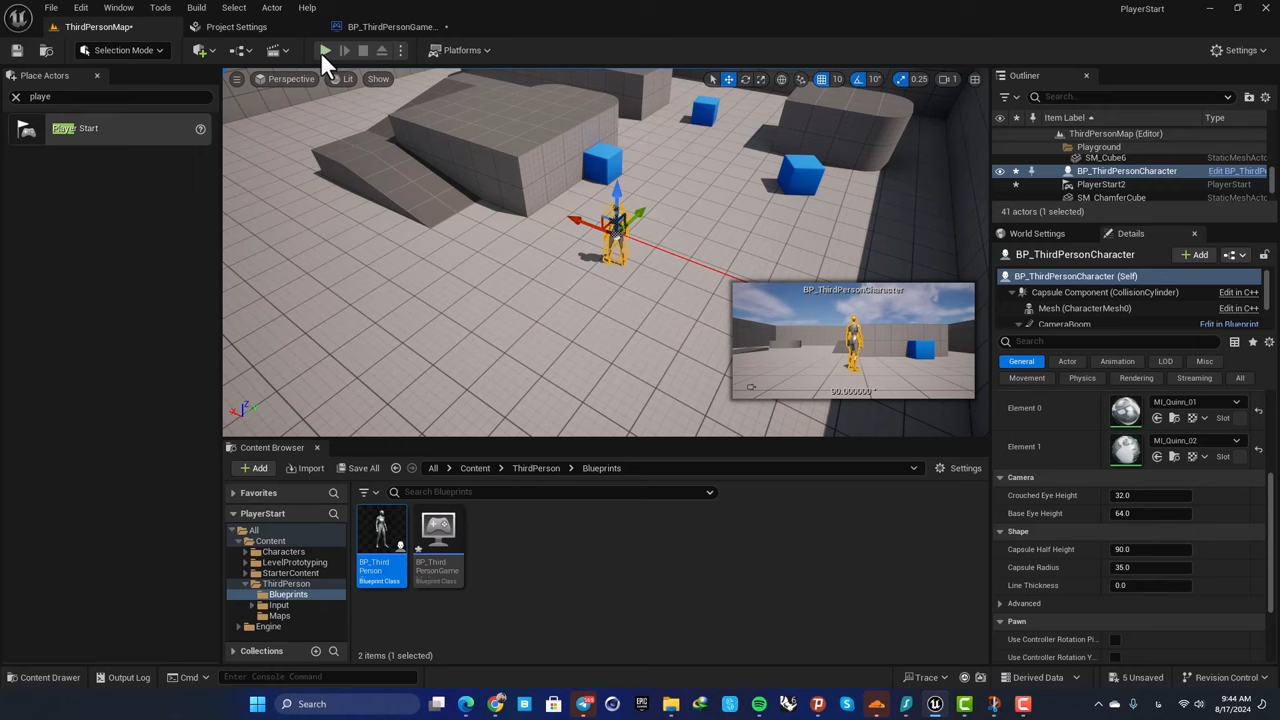 File Edit Window Tools Build Select Actor Help
PlayerStart
ThirdPersonMap•
Project Settings
BP_ThirdPersonGame... •
Selection Mode
Platforms
Settings
Place Actors
playe
Player Start
Perspective
Lit
Show
10
10°
0.25
1
Outliner
Search...
Item Label
Type
ThirdPersonMap (Editor)
Playground
SM_Cube6
StaticMeshActo
BP_ThirdPersonCharacter
Edit BP_ThirdP
PlayerStart2
PlayerStart
SM_ChamferCube
StaticMeshActo
41 actors (1 selected)
World Settings
Details
BP_ThirdPersonCharacter
Add
BP_ThirdPersonCharacter (Self)
Capsule Component (CollisionCylinder)
Edit in C++
Mesh (CharacterMesh0)
Edit in C++
CameraBoom
Edit in Blueprint
Search
General
Actor
Animation
LOD
Misc
Movement
Physics
Rendering
Streaming
All
Element 0
MI_Quinn_01
Slot
Element 1
MI_Quinn_02
Slot
Camera
Crouched Eye Height
32.0
Base Eye Height
64.0
Shape
Capsule Half Height
90.0
Capsule Radius
35.0
Line Thickness
0.0
Advanced
Pawn
Use Controller Rotation Pi...
Use Controller Rotation Y...
BP_ThirdPersonCharacter
90.000000 °
Content Browser
Add
Import
Save All
All
Content
ThirdPerson
Blueprints
Settings
Favorites
PlayerStart
All
Content
Characters
LevelPrototyping
StarterContent
ThirdPerson
Blueprints
Input
Maps
Engine
Collections
Search Blueprints
BP_Third
Person
Blueprint Class
BP_Third
PersonGame
Blueprint Class
2 items (1 selected)
Content Drawer
Output Log
Cmd
Enter Console Command
Trace
Derived Data
5 Unsaved
Revision Control
Search
9:44 AM
8/17/2024